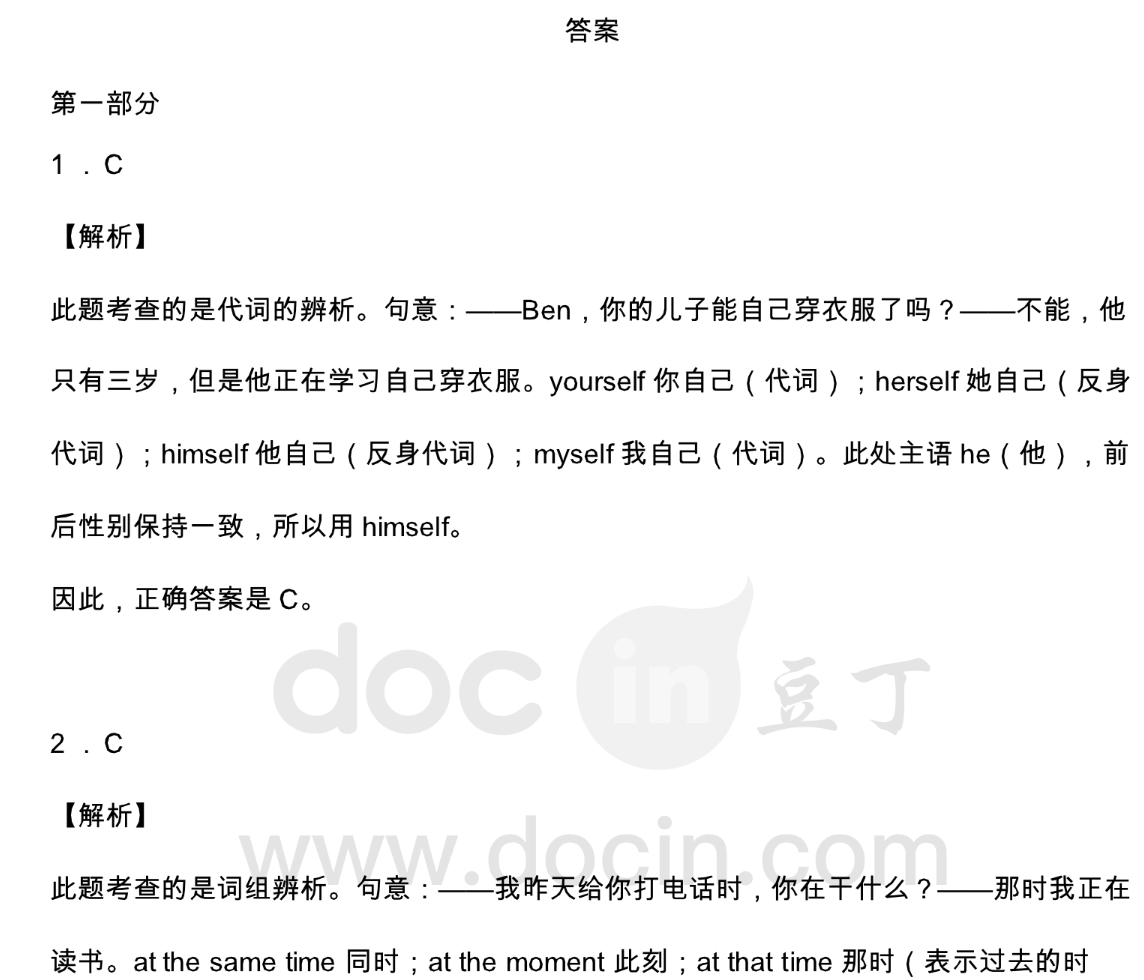 答案
第一部分
1 ．C
【解析】
此题考查的是代词的辨析。句意：——Ben，你的儿子能自己穿衣服了吗？——不能，他
只有三岁，但是他正在学习自己穿衣服。yourself 你自己（代词）；herself 她自己（反身
代词）；himself 他自己（反身代词）；myself 我自己（代词）。此处主语 he（他），前
后性别保持一致，所以用 himself。
因此，正确答案是 C。
doc in 豆丁
2 ．C
【解析】
www.docin.com
此题考查的是词组辨析。句意：——我昨天给你打电话时，你在干什么？——那时我正在
读书。at the same time 同时；at the moment 此刻；at that time 那时（表示过去的时